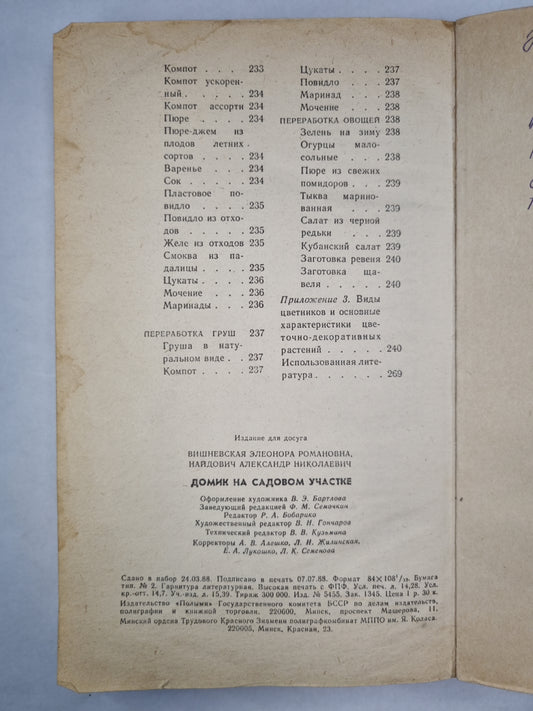 Компот . . . . 233
Компот ускорен-
ный . . . . . 234
Компот ассорти 234
Пюре . . . . 234
Пюре-джем из
плодов летних
сортов . . . . 234
Варенье . . . 234
Сок . . . . . 234
Пластовое по-
видло . . . . 235
Повидло из отхо-
дов . . . . . 235
Желе из отходов 235
Смоква из па-
далицы . . . . 235
Цукаты . . . . 236
Мочение . . . 236
Маринады . . . 236
ПЕРЕРАБОТКА ГРУШ 237
Груша в нату-
ральном виде . . 237
Компот . . . . 237
Цукаты . . . . 237
Повидло . . . 237
Маринад . . . 238
Мочение . . . 238
ПЕРЕРАБОТКА ОВОЩЕЙ 238
Зелень на зиму 238
Огурцы мало-
сольные . . . . 238
Пюре из свежих
помидоров . . . 239
Тыква марино-
ванная . . . . 239
Салат из черной
редьки . . . . 239
Кубанский салат 239
Заготовка ревеня 240
Заготовка ща-
веля . . . . . 240
Приложение 3. Виды
цветников и основные
характеристики цве-
точно-декоративных
растений . . . . . 240
Использованная лите-
ратура . . . . . . 269
Издание для досуга
ВИШНЕВСКАЯ ЭЛЕОНОРА РОМАНОВНА,
НАЙДОВИЧ АЛЕКСАНДР НИКОЛАЕВИЧ
ДОМИК НА САДОВОМ УЧАСТКЕ
Оформление художника В. Э. Бартлова
Заведующий редакцией Ф. М. Семачкин
Редактор Р. А. Бобарико
Художественный редактор В. Н. Гончаров
Технический редактор В. В. Кузьмина
Корректоры А. В. Алешко, Л. Н. Жилинская,
Е. А. Лукошко, Л. К. Семенова
Сдано в набор 24.03.88. Подписано в печать 07.07.88. Формат 84×108¹/₃₂. Бумага
тип. № 2. Гарнитура литературная. Высокая печать с ФПФ. Усл. печ. л. 14,28. Усл.
кр.-отт. 14,7. Уч.-изд. л. 15,39. Тираж 300 000. Изд. № 5455. Зак. 1345. Цена 1 р. 30 к.
Издательство «Полымя» Государственного комитета БССР по делам издательств,
полиграфии и книжной торговли. 220600, Минск, проспект Машерова, 11.
Минский ордена Трудового Красного Знамени полиграфкомбинат МППО им. Я. Коласа.
220005, Минск, Красная, 23.